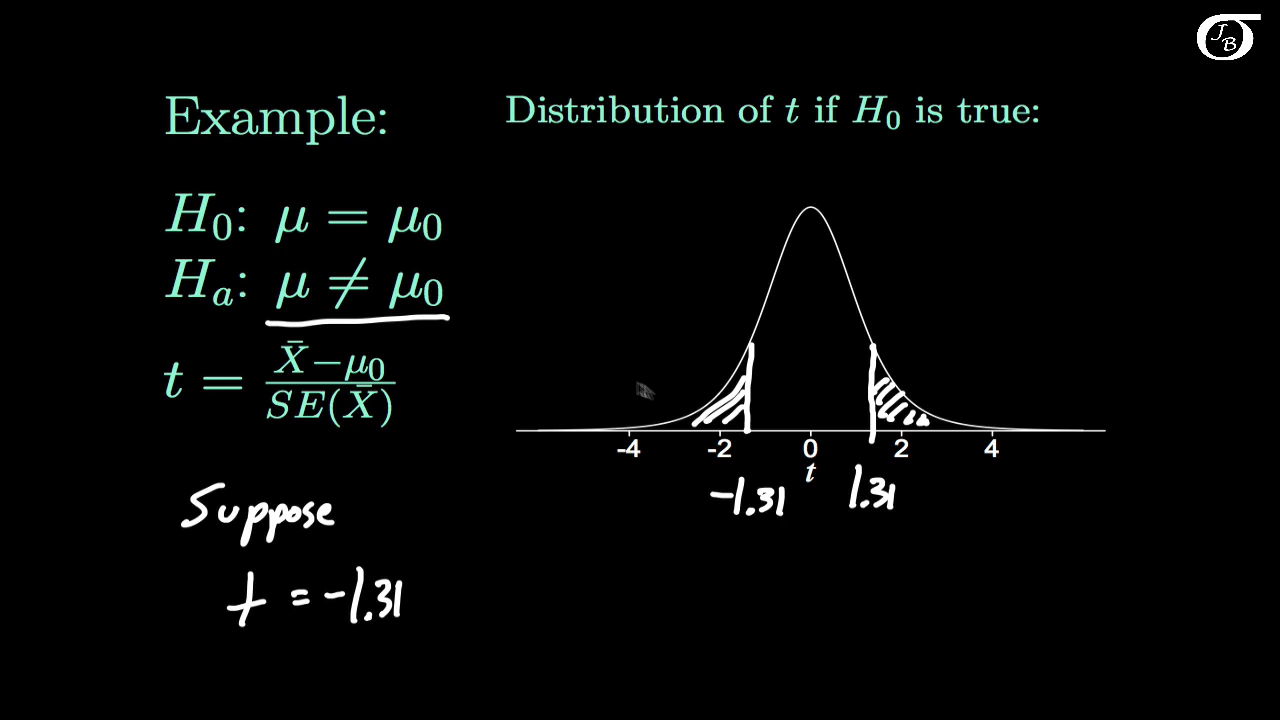 JB
Example:
Distribution of t if H₀ is true:
H₀: μ = μ₀
Hₐ: μ ≠ μ₀
t = (X̄−μ₀)/(SE(X̄))
-4 -2 0 2 4
t
-1.31 1.31
Suppose
t = -1.31